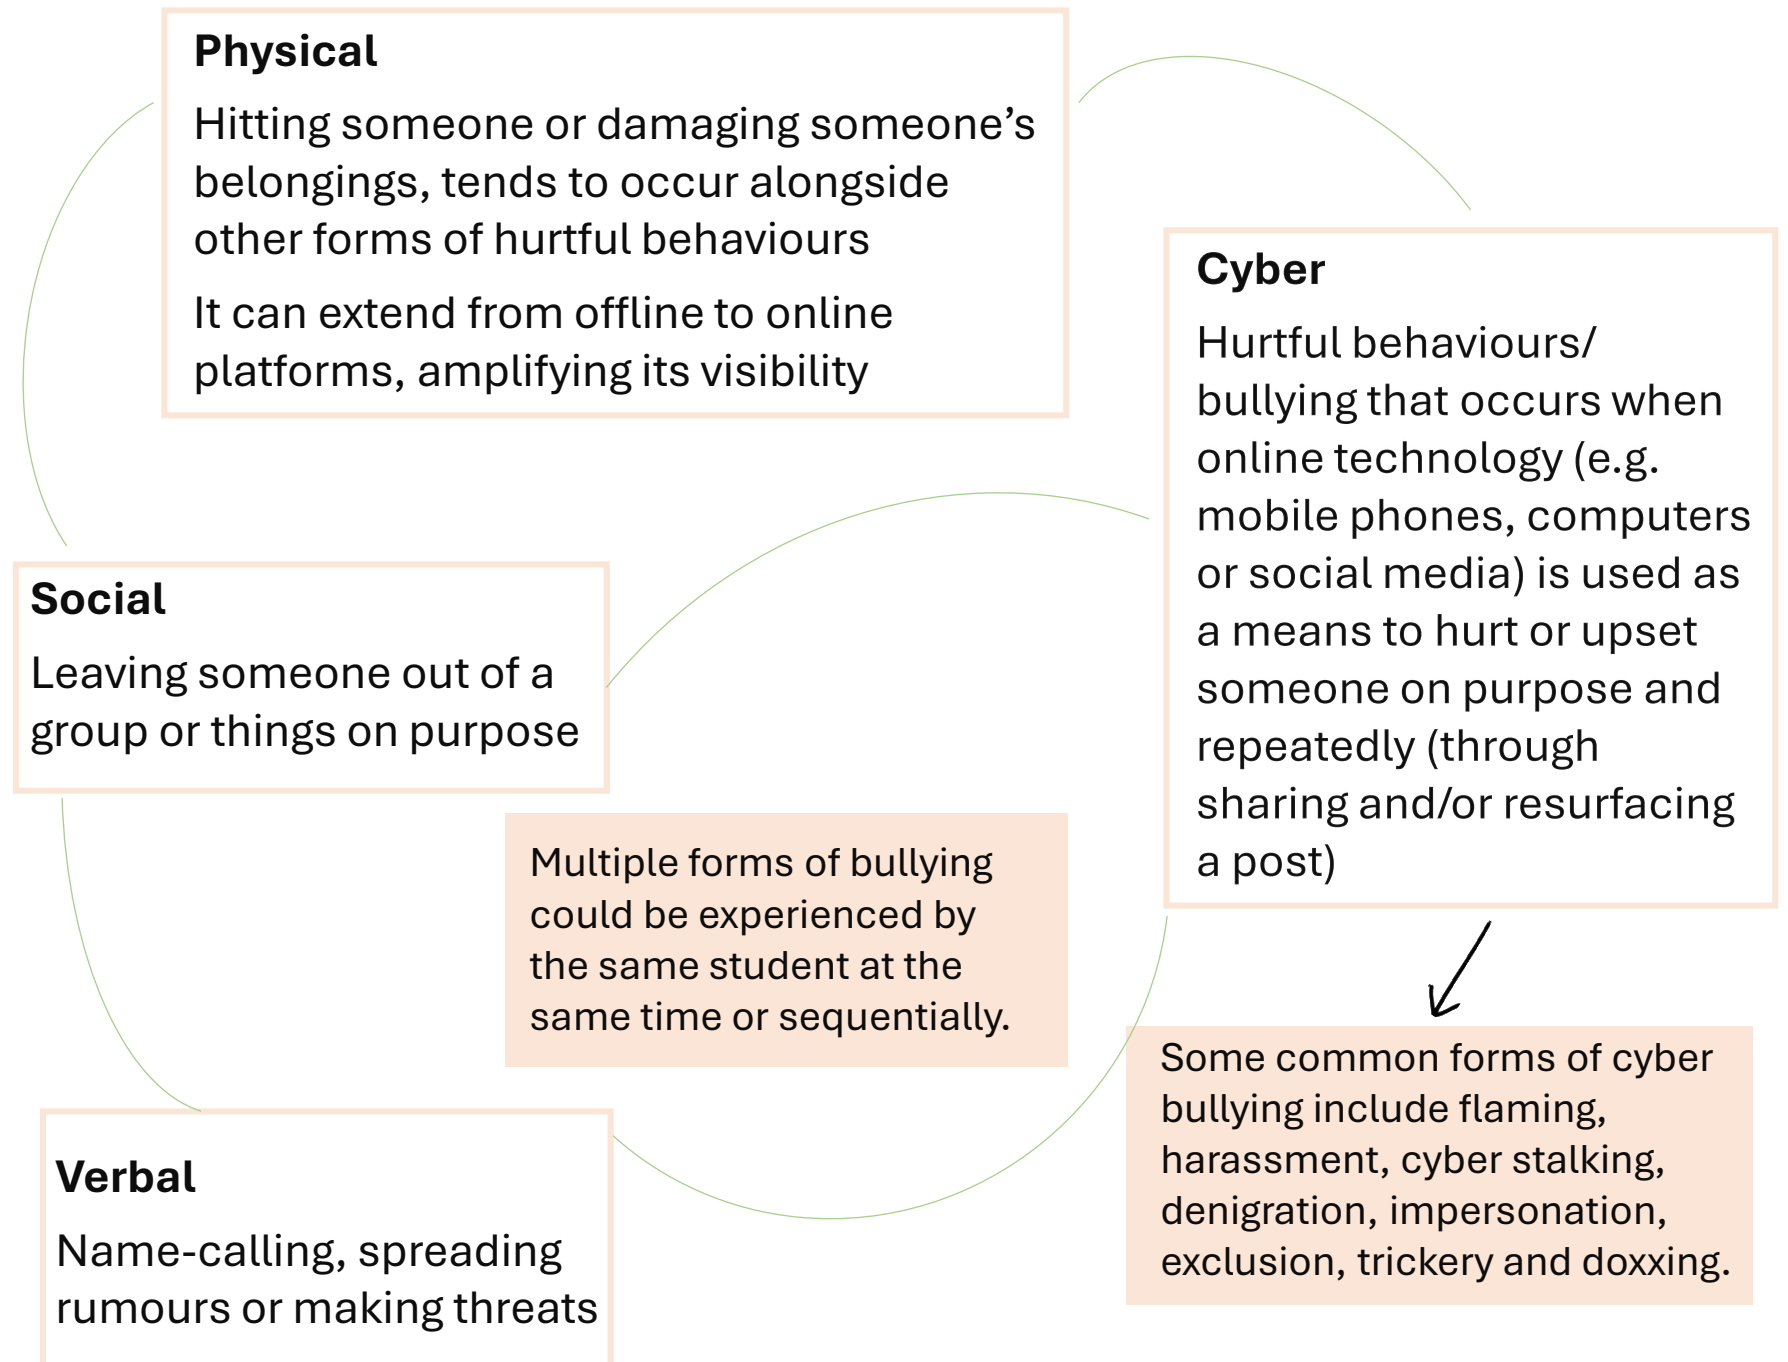 Physical
Hitting someone or damaging someone’s
belongings, tends to occur alongside
other forms of hurtful behaviours
It can extend from offline to online
platforms, amplifying its visibility
Cyber
Hurtful behaviours/
bullying that occurs when
online technology (e.g.
mobile phones, computers
or social media) is used as
a means to hurt or upset
someone on purpose and
repeatedly (through
sharing and/or resurfacing
a post)
Social
Leaving someone out of a
group or things on purpose
Multiple forms of bullying
could be experienced by
the same student at the
same time or sequentially.
Some common forms of cyber
bullying include flaming,
harassment, cyber stalking,
denigration, impersonation,
exclusion, trickery and doxxing.
Verbal
Name-calling, spreading
rumours or making threats